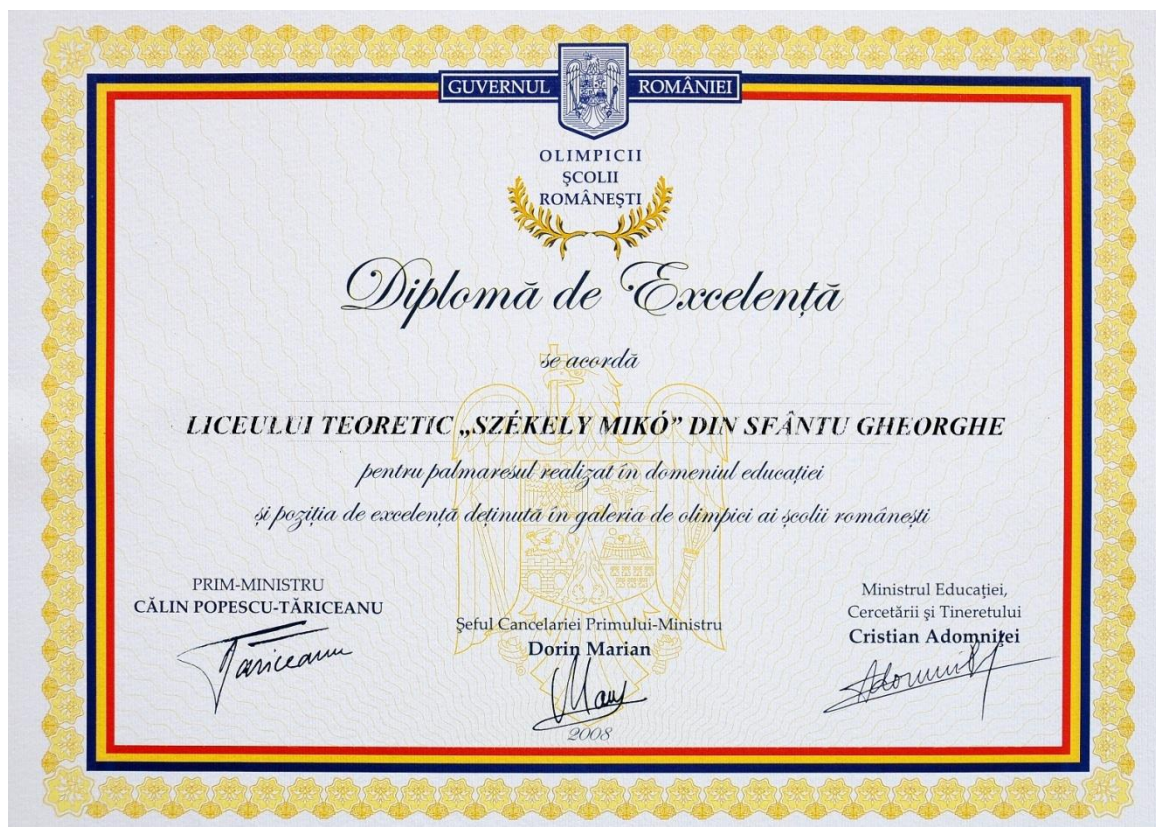 GUVERNUL ROMÂNIEI
OLIMPICII
ŞCOLII
ROMÂNEŞTI
Diplomă de Excelenţă
se acordă
LICEULUI TEORETIC „SZÉKELY MIKÓ” DIN SFÂNTU GHEORGHE
pentru palmaresul realizat în domeniul educaţiei
şi poziţia de excelenţă deţinută în galeria de olimpici ai şcolii româneşti
PRIM-MINISTRU
CĂLIN POPESCU-TĂRICEANU
Tăriceanu
Şeful Cancelariei Primului-Ministru
Dorin Marian
Ministrul Educaţiei,
Cercetării şi Tineretului
Cristian Adomniţei
2008